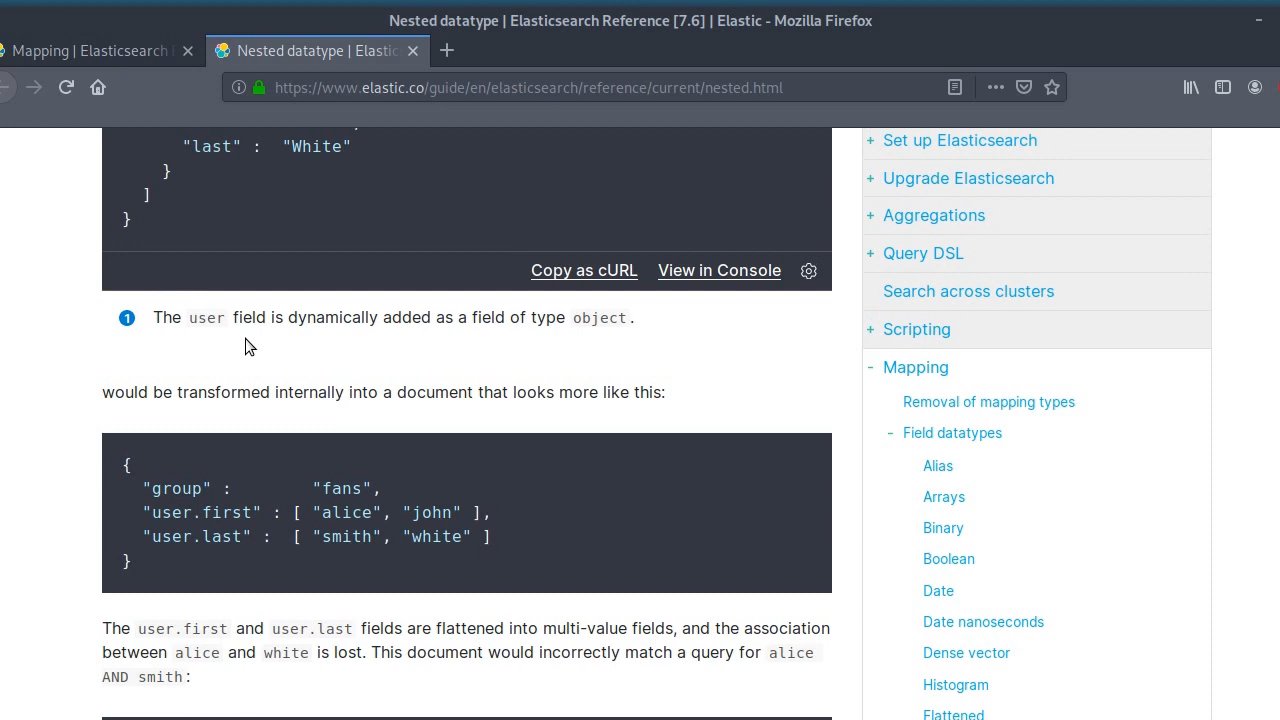 Nested datatype | Elasticsearch Reference [7.6] | Elastic - Mozilla Firefox
Mapping | Elasticsearch
Nested datatype | Elastic
https://www.elastic.co/guide/en/elasticsearch/reference/current/nested.html
"last" :  "White"
}
]
}
Copy as cURL View in Console
1 The user field is dynamically added as a field of type object.
would be transformed internally into a document that looks more like this:
{
"group" :        "fans",
"user.first" : [ "alice", "john" ],
"user.last" :  [ "smith", "white" ]
}
The user.first and user.last fields are flattened into multi-value fields, and the association
between alice and white is lost. This document would incorrectly match a query for alice
AND smith:
+ Set up Elasticsearch
+ Upgrade Elasticsearch
+ Aggregations
+ Query DSL
Search across clusters
+ Scripting
- Mapping
Removal of mapping types
- Field datatypes
Alias
Arrays
Binary
Boolean
Date
Date nanoseconds
Dense vector
Histogram
Flattened